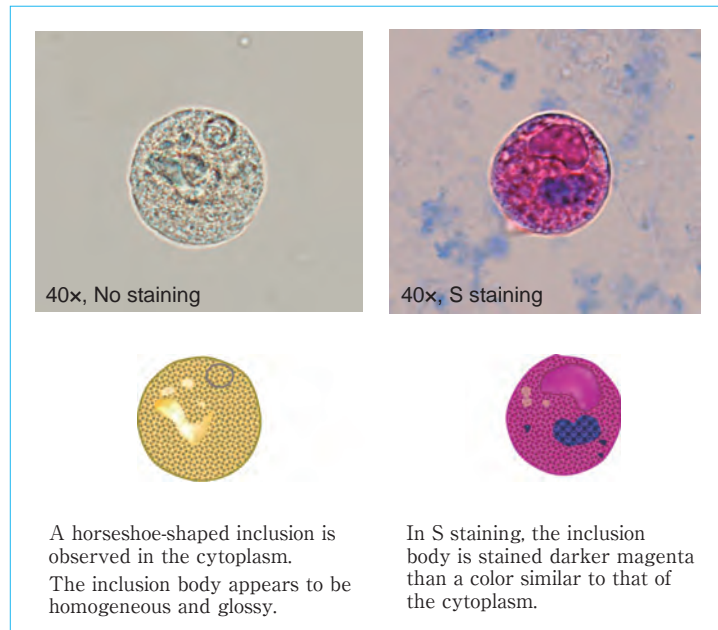 40×, No staining
40×, S staining
A horseshoe-shaped inclusion is
observed in the cytoplasm.
The inclusion body appears to be
homogeneous and glossy.
In S staining, the inclusion
body is stained darker magenta
than a color similar to that of
the cytoplasm.